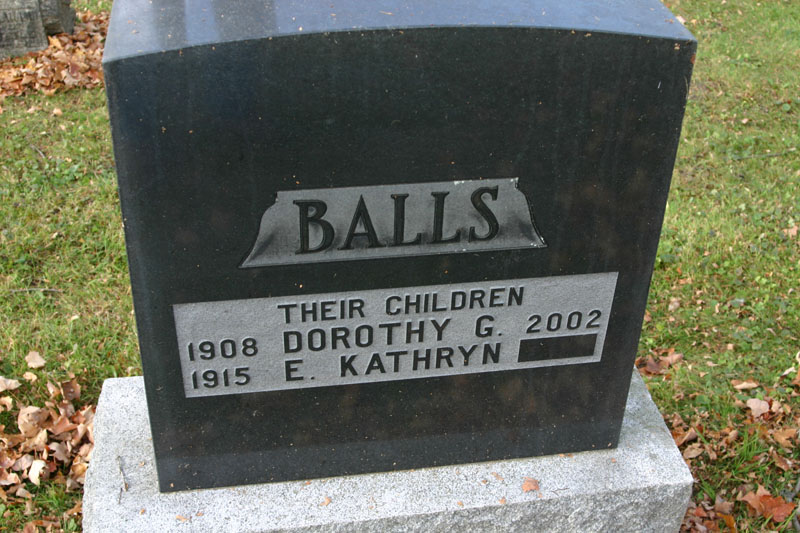 BALLS
THEIR CHILDREN
1908 DOROTHY G. 2002
1915 E. KATHRYN